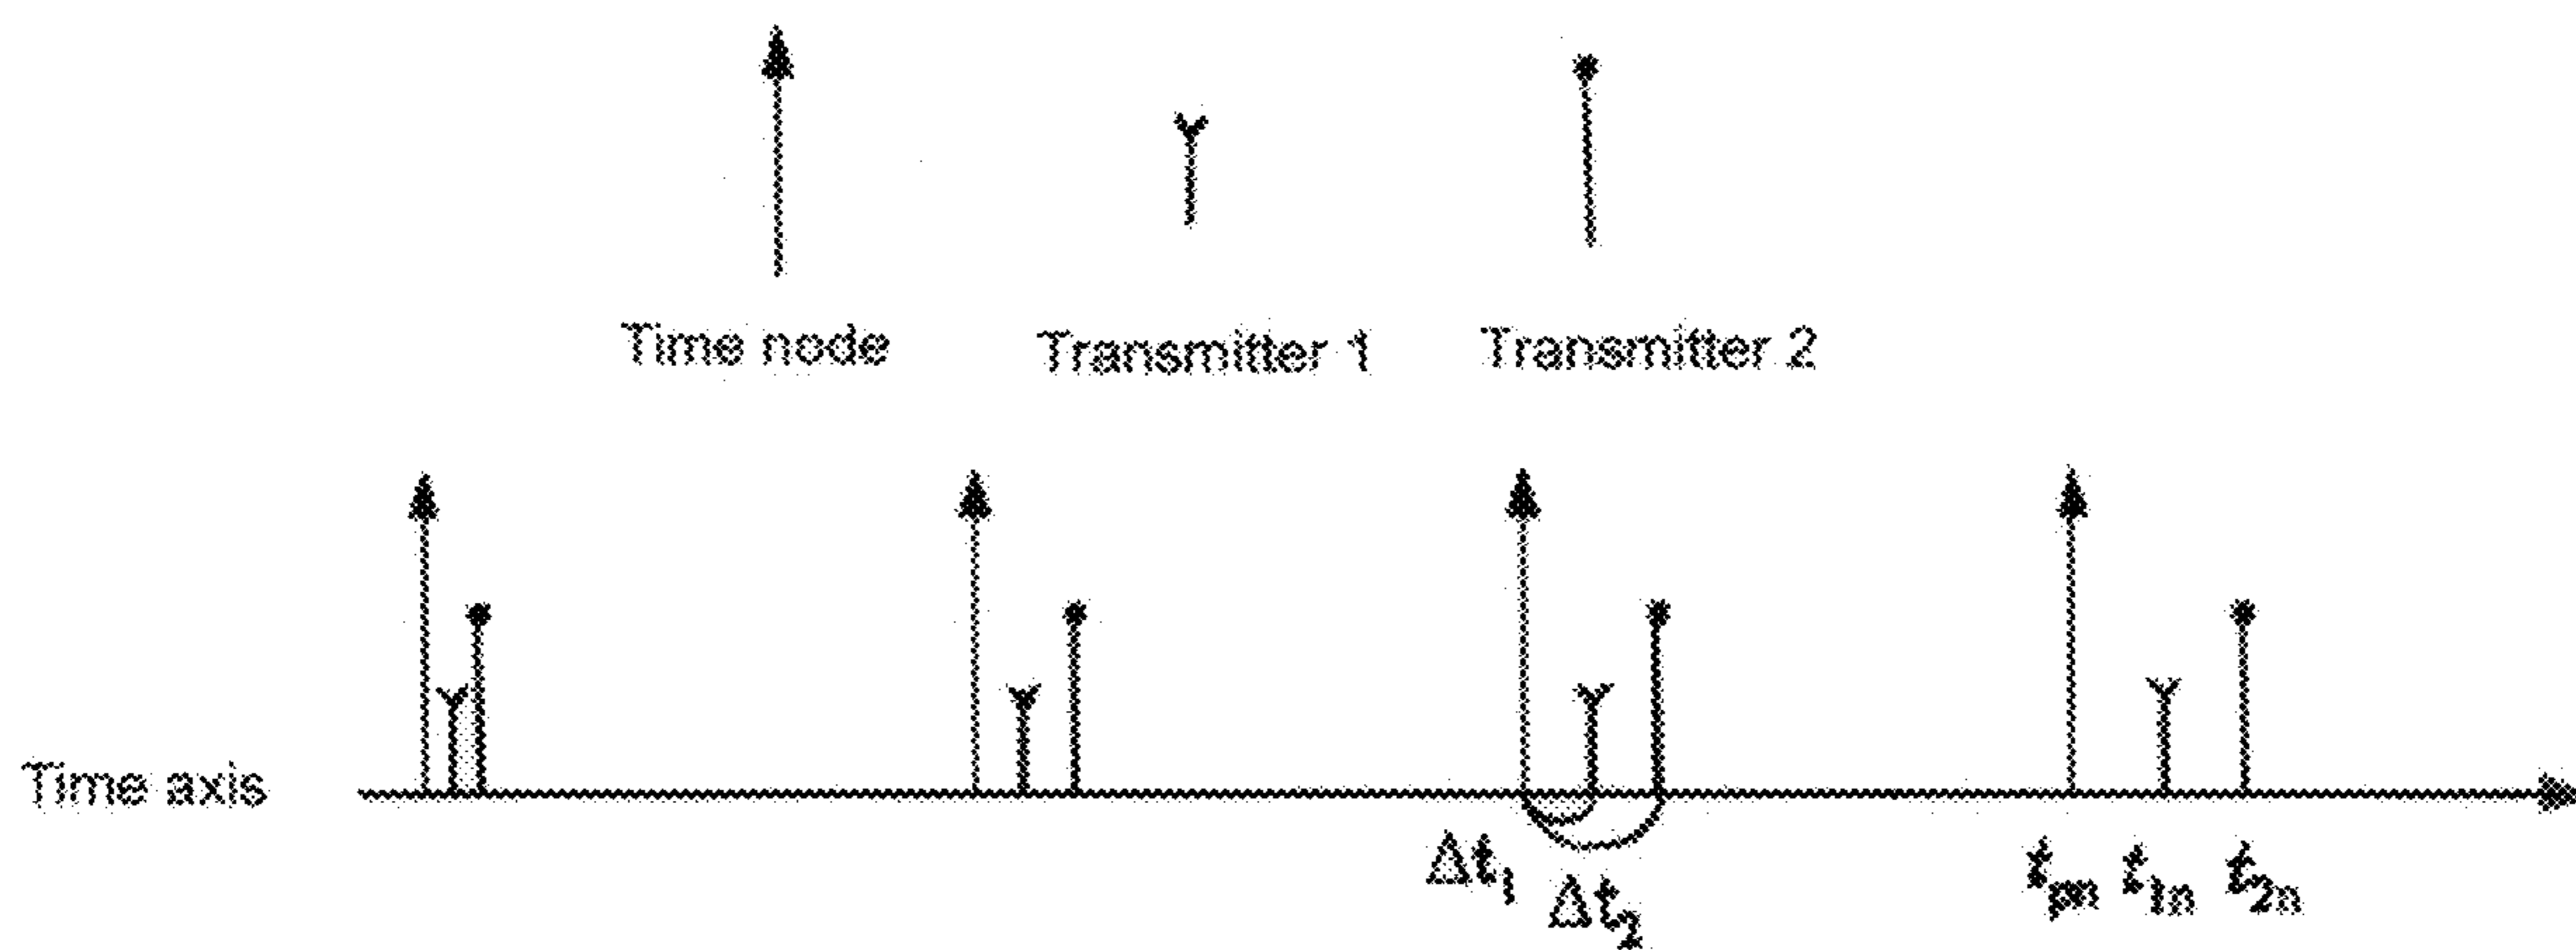 Time node Transmitter 1 Transmitter 2
Time axis
Δt₁ Δt₂ tₚₙ t₁ₙ t₂ₙ